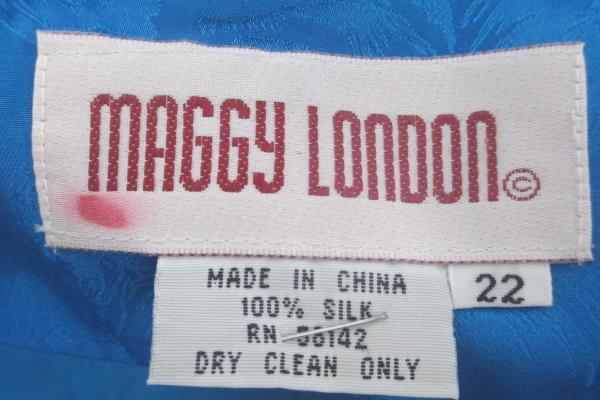 MAGGY LONDON ©
MADE IN CHINA
22
100% SILK
RN 58142
DRY CLEAN ONLY